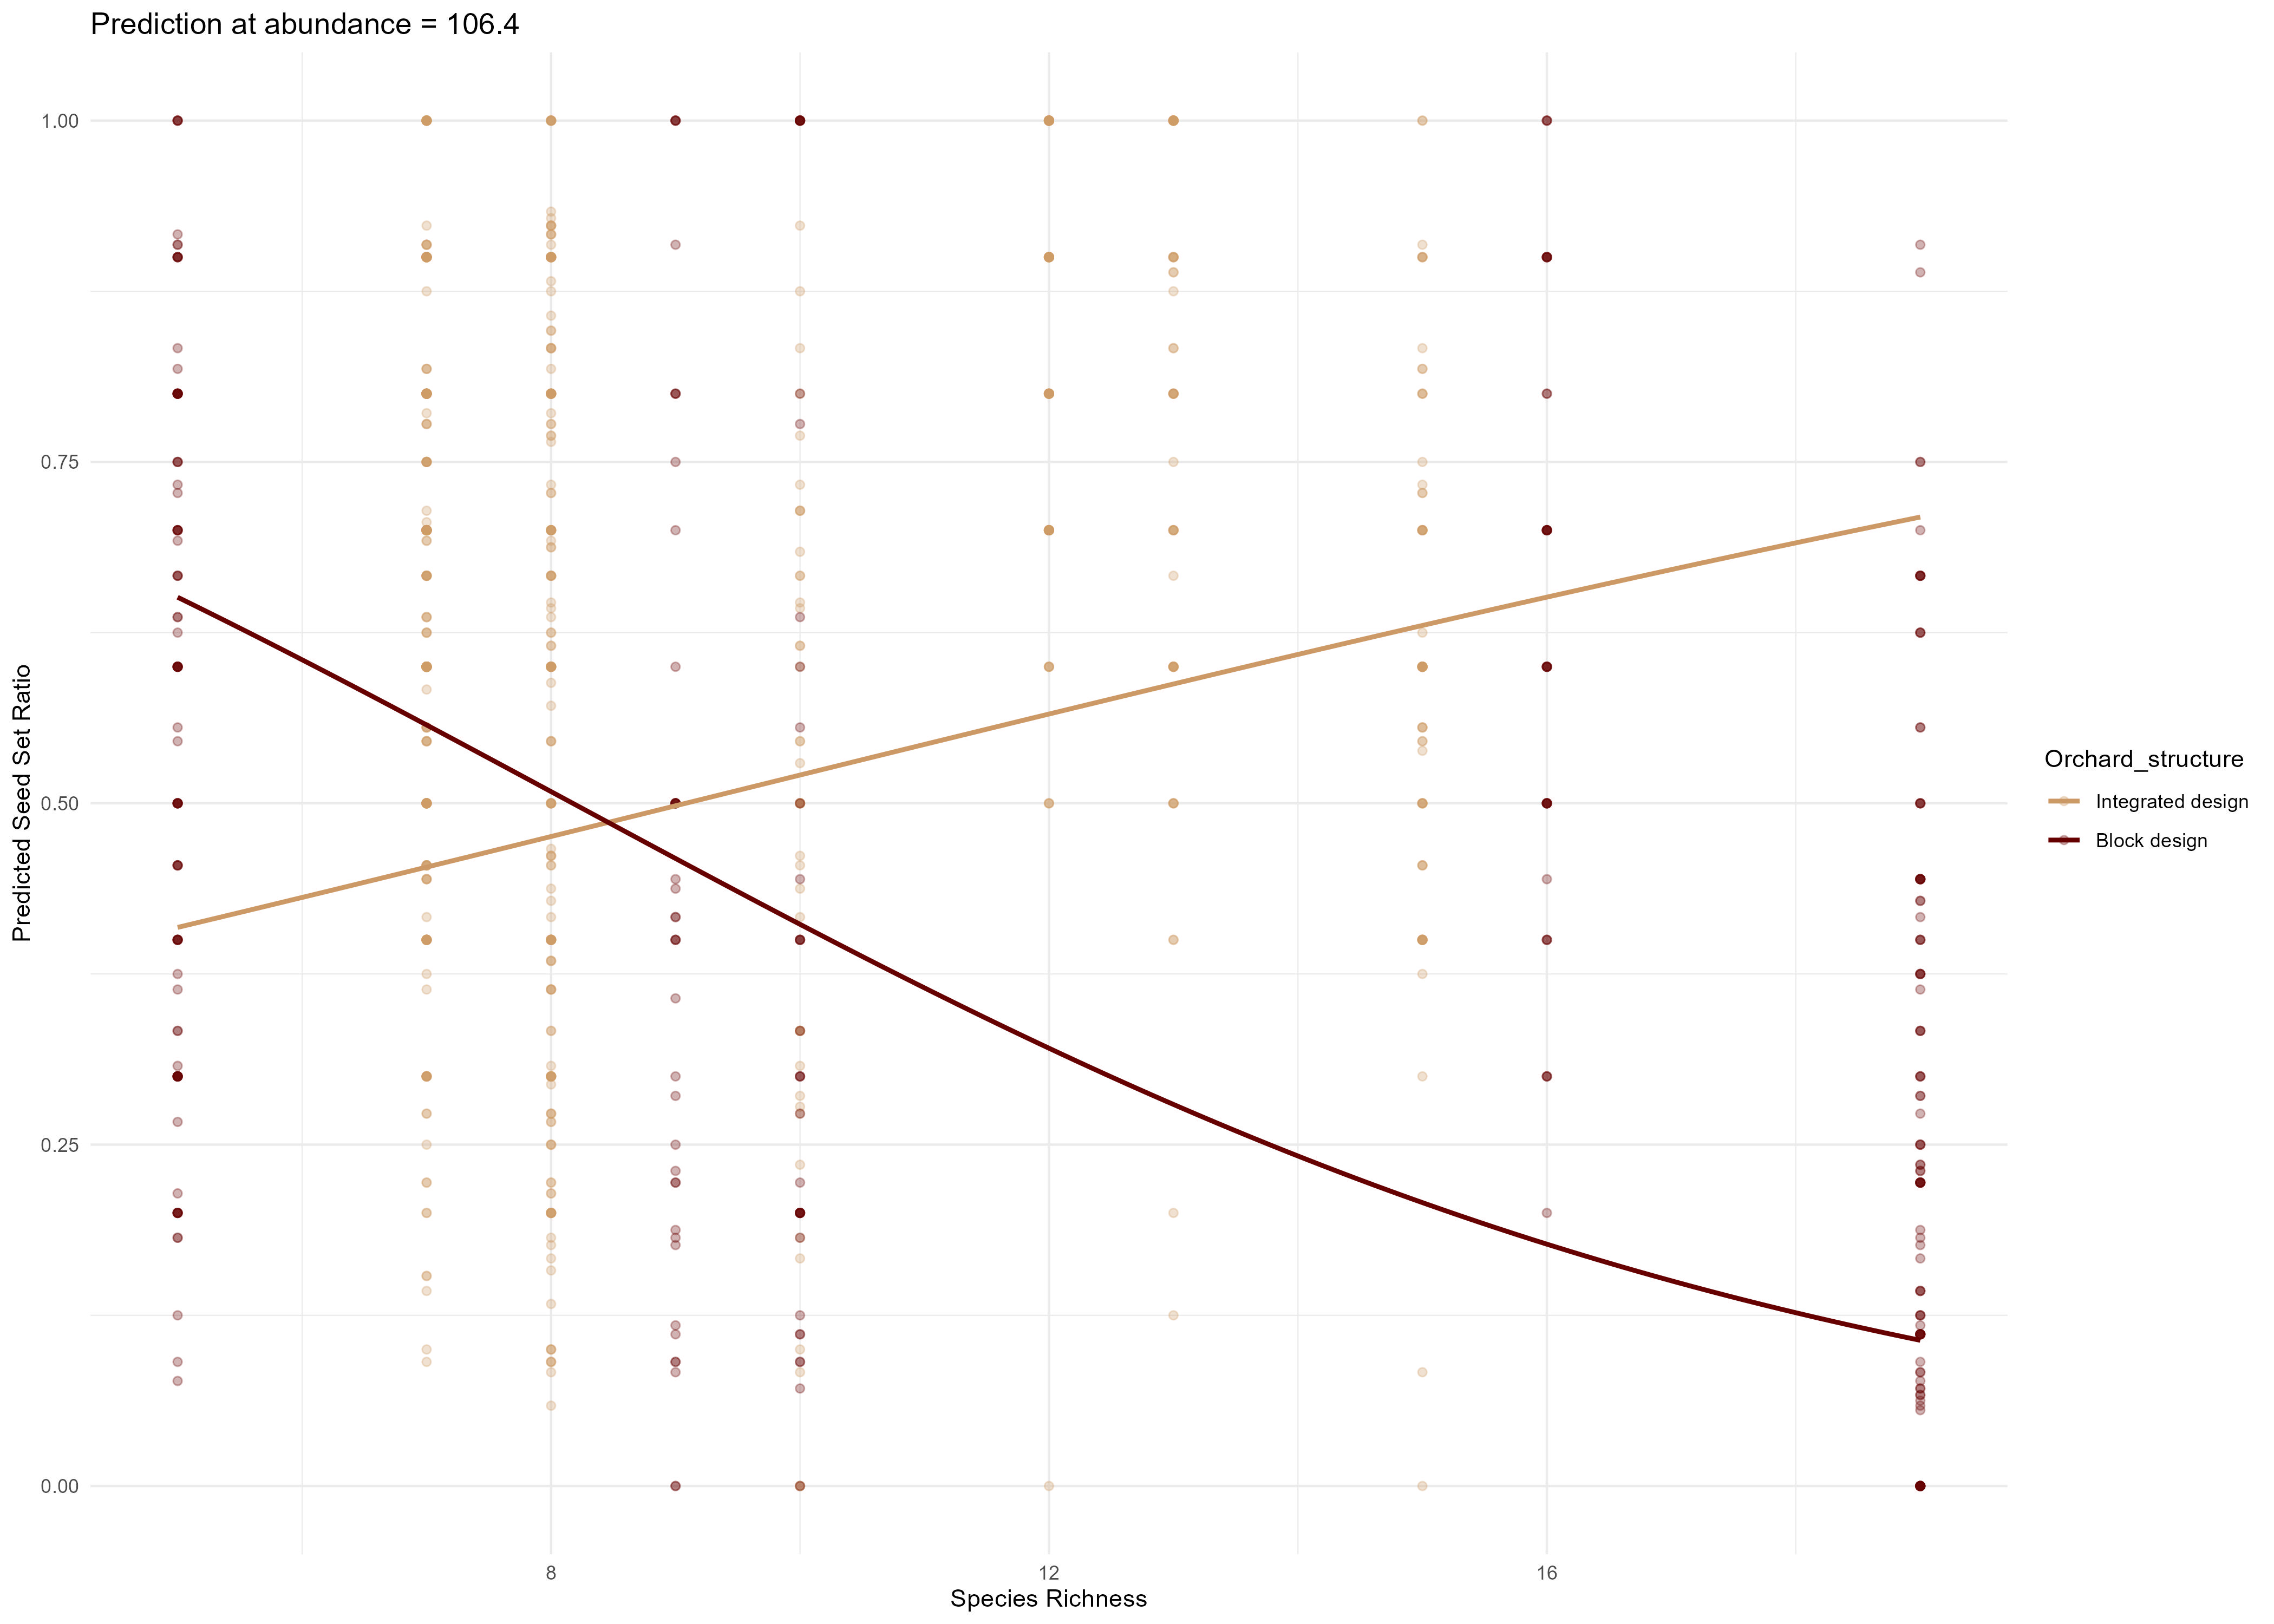 Prediction at abundance = 106.4
1.00
0.75
0.50
0.25
0.00
Predicted Seed Set Ratio
8
12
16
Species Richness
Orchard_structure
Integrated design
Block design